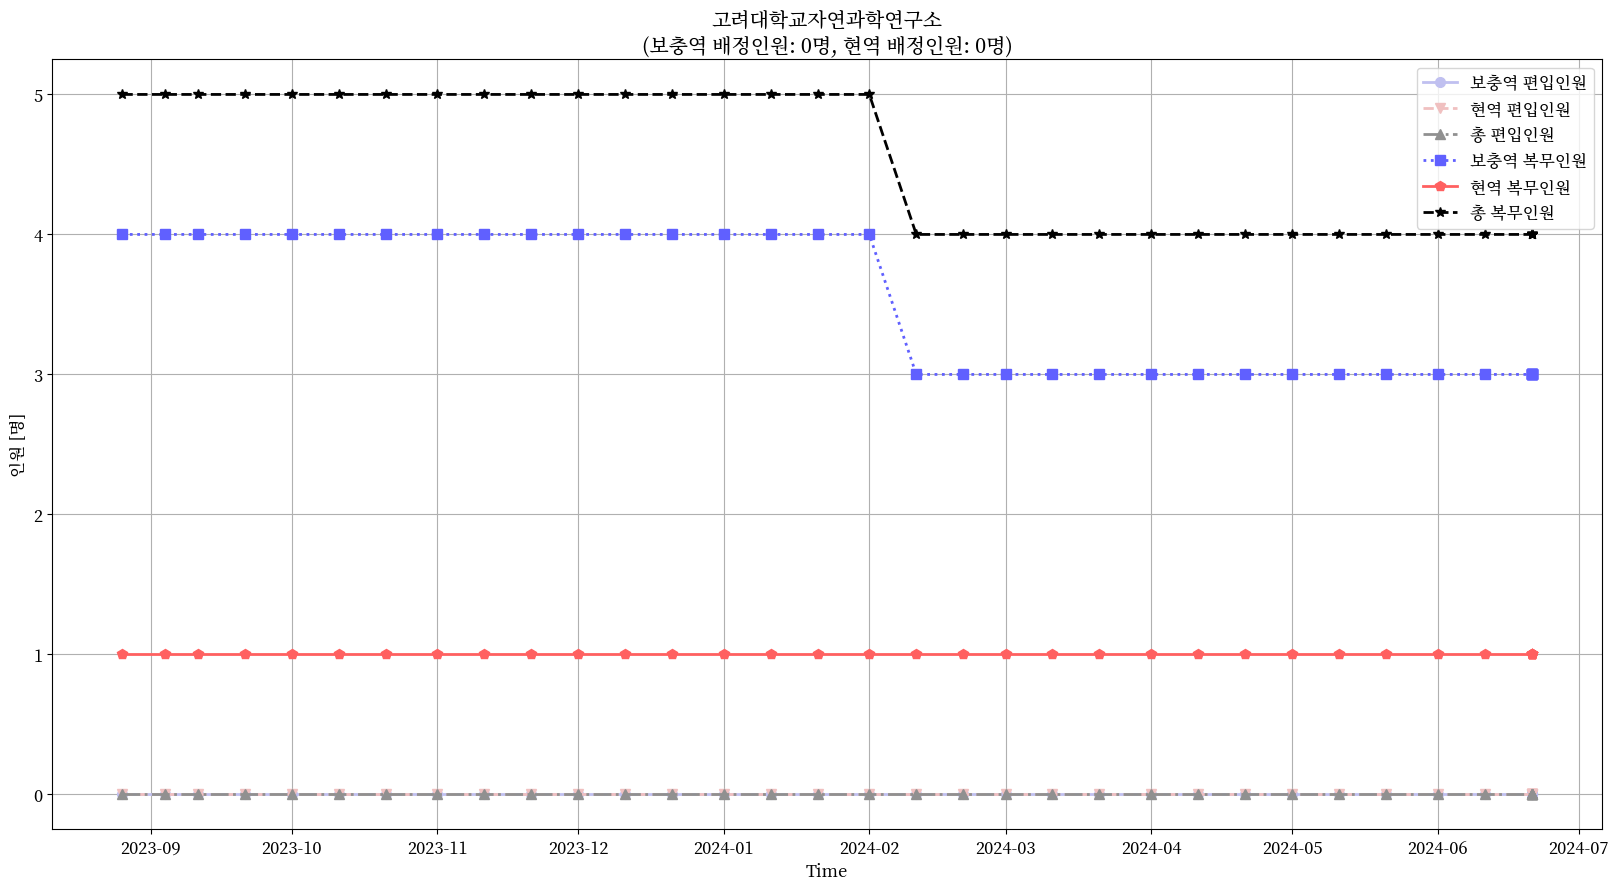 고려대학교자연과학연구소
(보충역 배정인원: 0명, 현역 배정인원: 0명)
보충역 편입인원
현역 편입인원
총 편입인원
보충역 복무인원
현역 복무인원
총 복무인원
인원 [명]
5
4
3
2
1
0
2023-09
2023-10
2023-11
2023-12
2024-01
2024-02
2024-03
2024-04
2024-05
2024-06
2024-07
Time